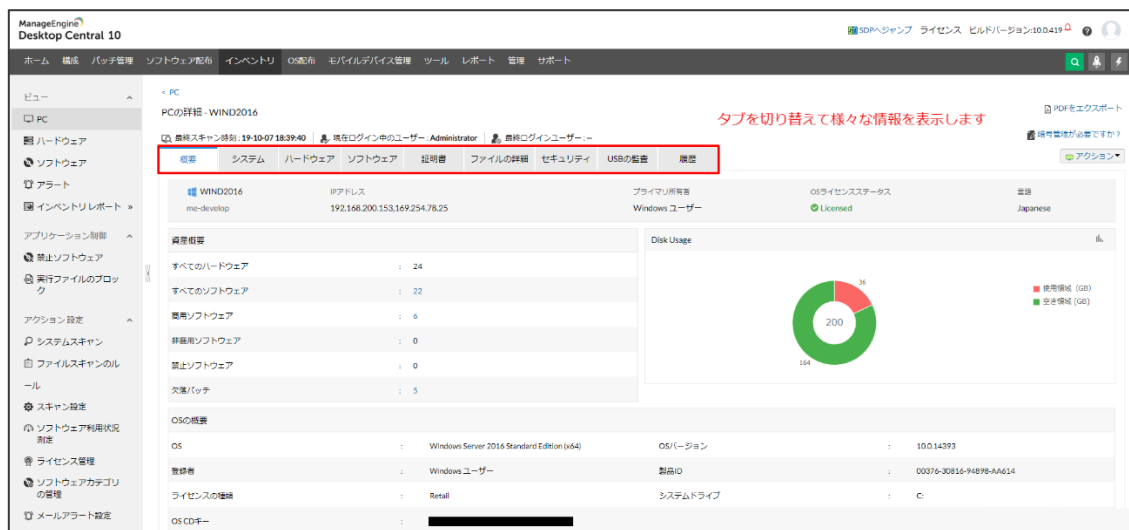 ManageEngine
Desktop Central 10
SDPへジャンプ ライセンス ビルドバージョン:10.0.419
ホーム 構成 パッチ管理 ソフトウェア配布 インベントリ OS配布 モバイルデバイス管理 ツール レポート 管理 サポート
ビュー
PC
ハードウェア
ソフトウェア
アラート
インベントリレポート »
アプリケーション制御
禁止ソフトウェア
実行ファイルのブロッ
ク
アクション設定
システムスキャン
ファイルスキャンのル
ール
スキャン設定
ソフトウェア利用状況
測定
ライセンス管理
ソフトウェアカテゴリ
の管理
メールアラート設定
< PC
PCの詳細 - WIND2016
PDFをエクスポート
タブを切り替えて様々な情報を表示します
最終スキャン時刻 : 19-10-07 18:39:40 現在ログイン中のユーザー : Administrator 最終ログインユーザー : --
暗号管理が必要ですか?
概要 システム ハードウェア ソフトウェア 証明書 ファイルの詳細 セキュリティ USBの監査 履歴
アクション
WIND2016 IPアドレス プライマリ所有者 OSライセンスステータス 言語
me-develop 192.168.200.153,169.254.78.25 Windows ユーザー Licensed Japanese
資産概要
すべてのハードウェア : 24
すべてのソフトウェア : 22
商用ソフトウェア : 6
非商用ソフトウェア : 0
禁止ソフトウェア : 0
欠落パッチ : 5
Disk Usage
36
200
164
使用領域 (GB)
空き領域 (GB)
OSの概要
OS : Windows Server 2016 Standard Edition (x64) OSバージョン : 10.0.14393
登録者 : Windows ユーザー 製品ID : 00376-30816-94898-AA614
ライセンスの種類 : Retail システムドライブ : C:
OS CDキー :